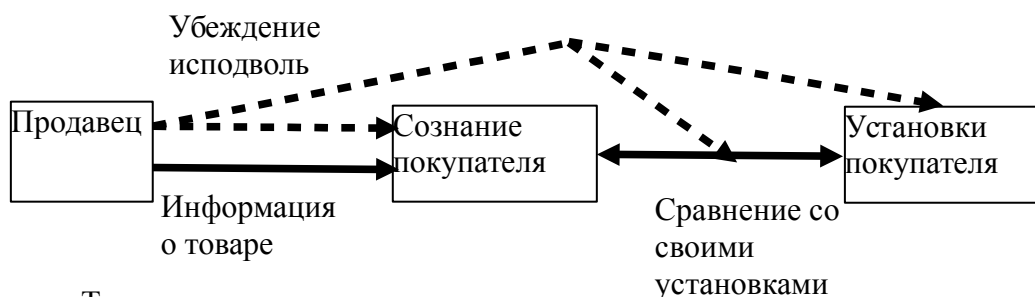 Убеждение
исподволь
Продавец
Сознание
покупателя
Установки
покупателя
Информация
о товаре
Сравнение со
своими
установками